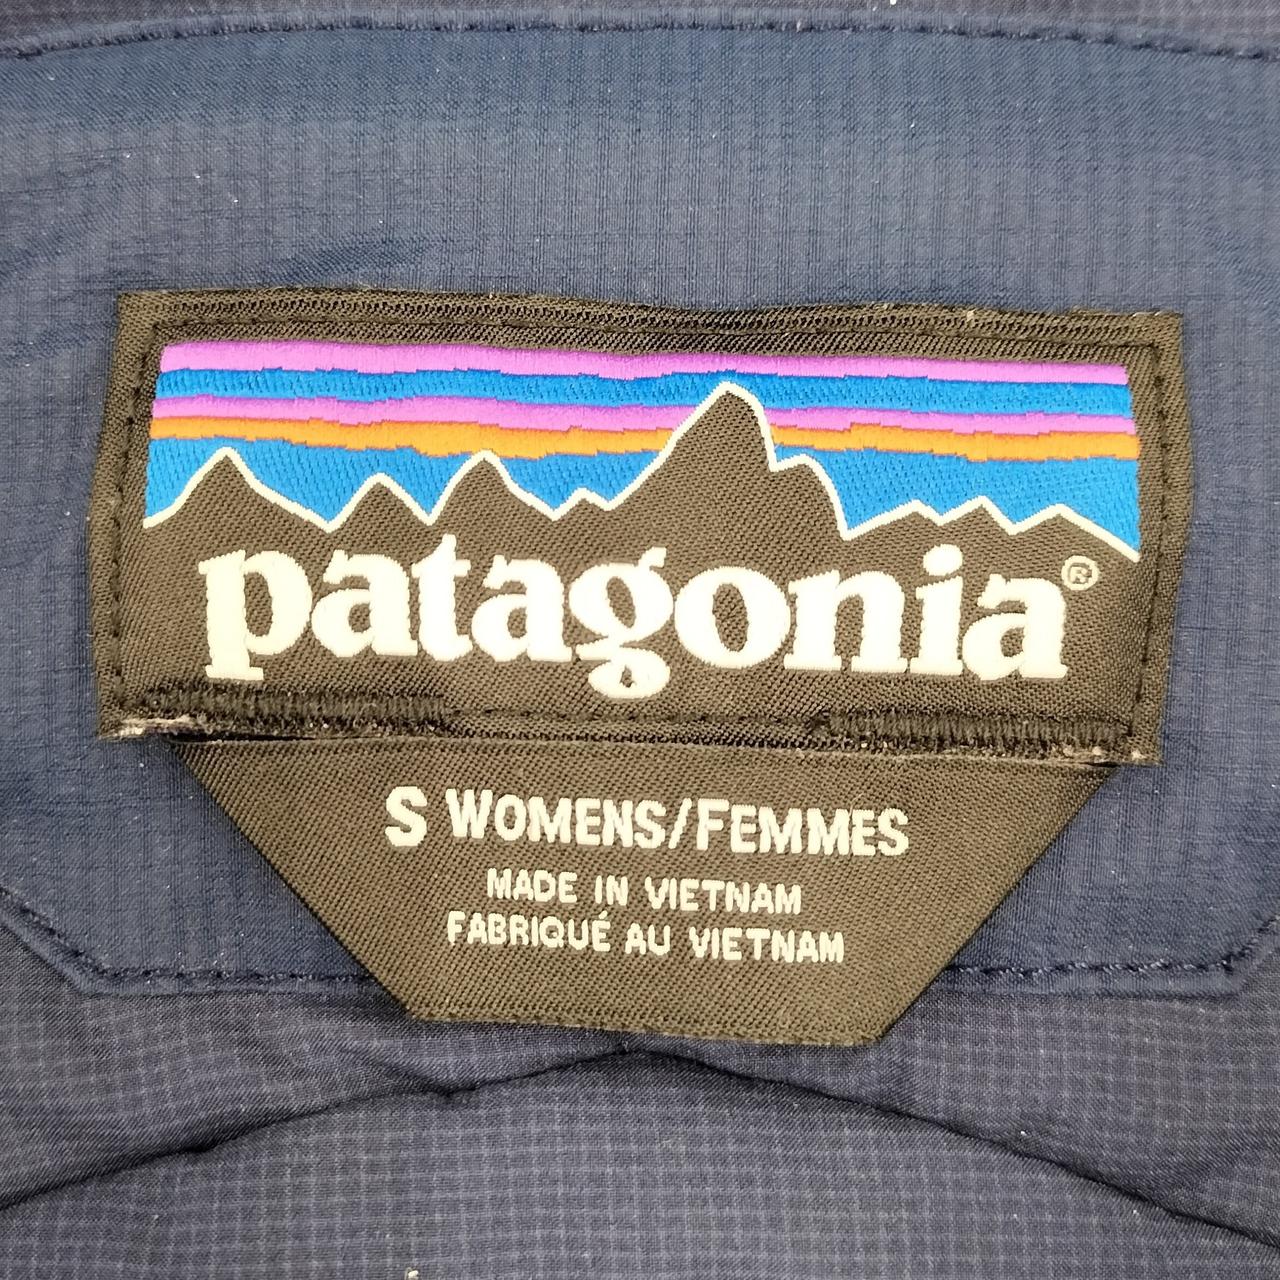 patagonia®
S WOMENS/FEMMES
MADE IN VIETNAM
FABRIQUÉ AU VIETNAM